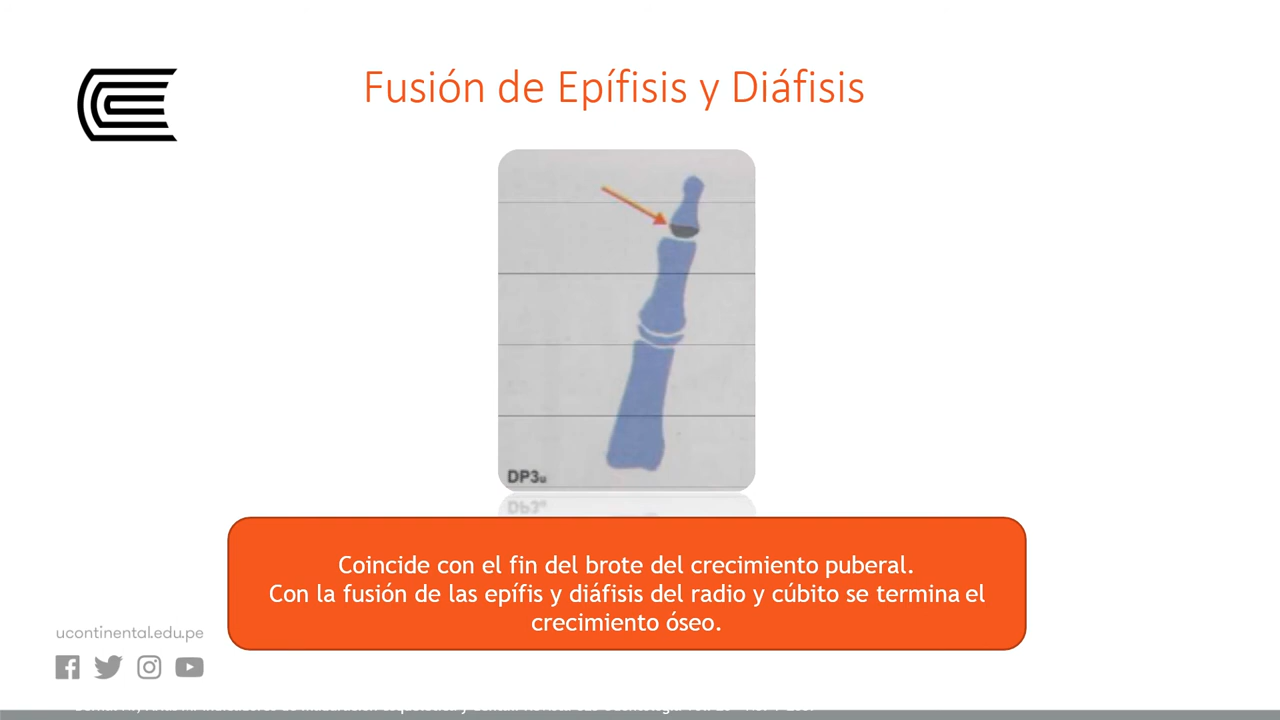 Fusión de Epífisis y Diáfisis
DP3u
Coincide con el fin del brote del crecimiento puberal.
Con la fusión de las epífis y diáfisis del radio y cúbito se termina el
crecimiento óseo.
ucontinental.edu.pe